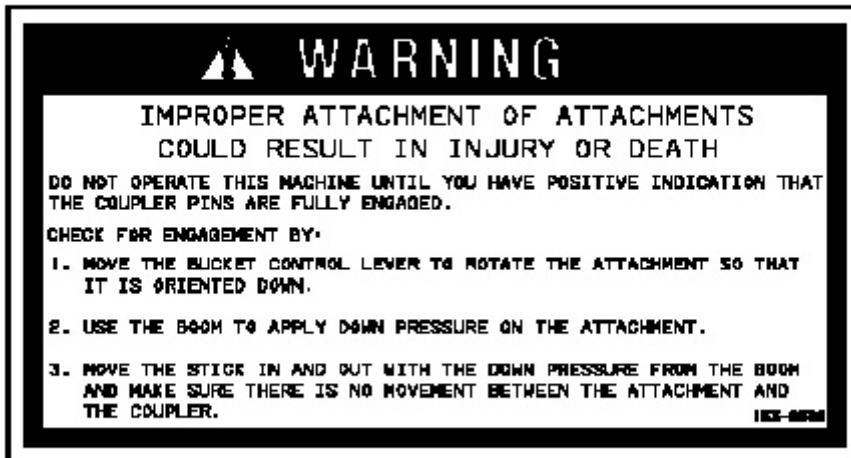 WARNING
IMPROPER ATTACHMENT OF ATTACHMENTS
COULD RESULT IN INJURY OR DEATH
DO NOT OPERATE THIS MACHINE UNTIL YOU HAVE POSITIVE INDICATION THAT
THE COUPLER PINS ARE FULLY ENGAGED.
CHECK FOR ENGAGEMENT BY:
1. MOVE THE BUCKET CONTROL LEVER TO ROTATE THE ATTACHMENT SO THAT
IT IS ORIENTED DOWN.
2. USE THE BOOM TO APPLY DOWN PRESSURE ON THE ATTACHMENT.
3. MOVE THE STICK IN AND OUT WITH THE DOWN PRESSURE FROM THE BOOM
AND MAKE SURE THERE IS NO MOVEMENT BETWEEN THE ATTACHMENT AND
THE COUPLER.